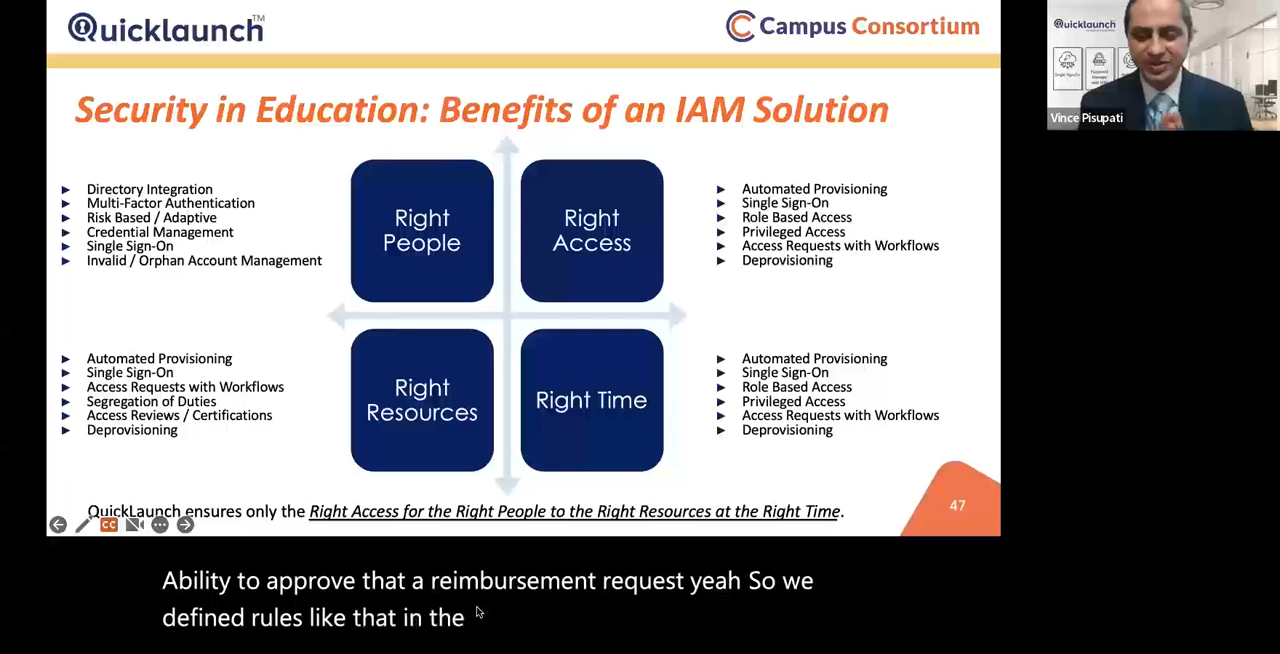 Quicklaunch™
Campus Consortium
Quicklaunch
Vince Pisupati
Security in Education: Benefits of an IAM Solution
► Directory Integration
► Multi-Factor Authentication
► Risk Based / Adaptive
► Credential Management
► Single Sign-On
► Invalid / Orphan Account Management
Right
People
Right
Access
► Automated Provisioning
► Single Sign-On
► Role Based Access
► Privileged Access
► Access Requests with Workflows
► Deprovisioning
► Automated Provisioning
► Single Sign-On
► Access Requests with Workflows
► Segregation of Duties
► Access Reviews / Certifications
► Deprovisioning
Right
Resources
Right Time
► Automated Provisioning
► Single Sign-On
► Role Based Access
► Privileged Access
► Access Requests with Workflows
► Deprovisioning
QuickLaunch ensures only the Right Access for the Right People to the Right Resources at the Right Time.
47
CC
Ability to approve that a reimbursement request yeah So we
defined rules like that in the